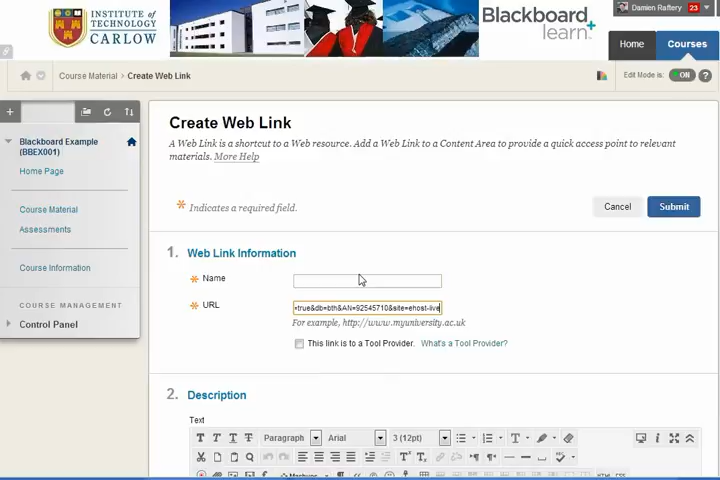 Damien Raftery 23
INSTITUTE of
TECHNOLOGY
CARLOW
Blackboard
learn+
Home Courses
Course Material > Create Web Link
Edit Mode is: ON ?
Create Web Link
A Web Link is a shortcut to a Web resource. Add a Web Link to a Content Area to provide a quick access point to relevant
materials. More Help
Blackboard Example
(BBEX001)
Home Page
Course Material
Assessments
Course Information
COURSE MANAGEMENT
Control Panel
* Indicates a required field.
Cancel Submit
1. Web Link Information
* Name
* URL
=true&db=bth&AN=92545710&site=ehost-live
For example, http://www.myuniversity.ac.uk
This link is to a Tool Provider. What's a Tool Provider?
2. Description
Text
T T T T Paragraph Arial 3 (12pt)